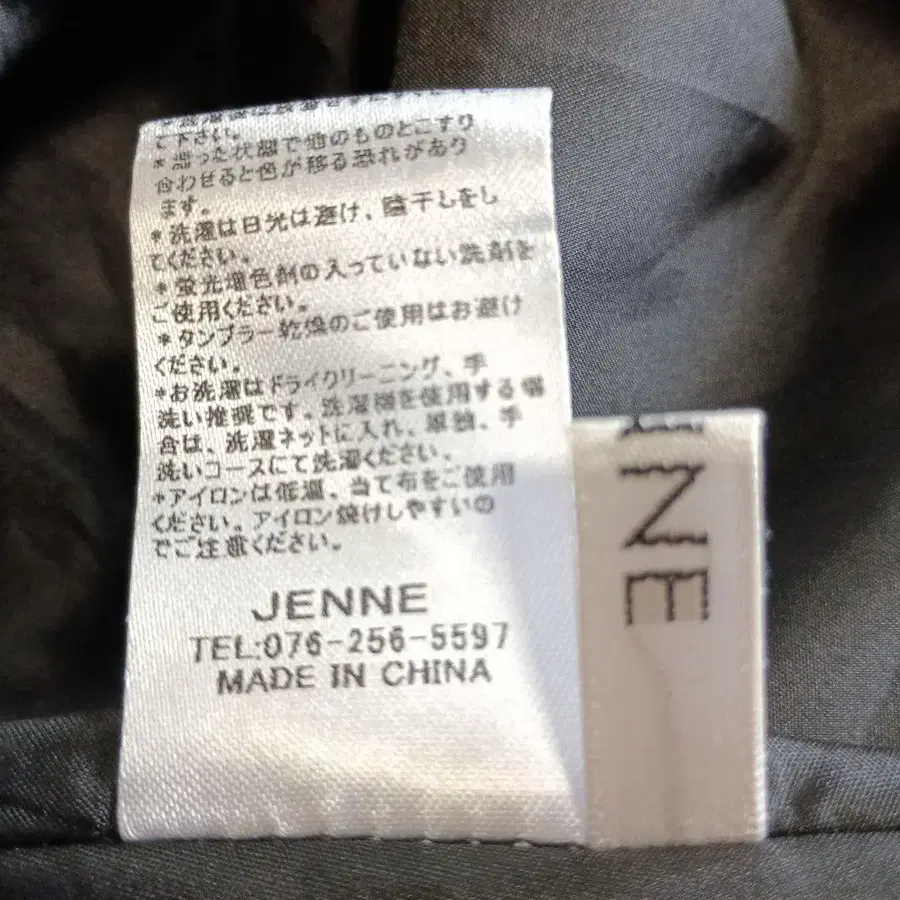 て下さい。
*湿った状態で他のものとこすり
合わせると色が移る恐れがあり
ます。
*洗濯は日光は避け、陰干しをし
てください。
*蛍光増色剤の入っていない洗剤を
ご使用ください。
*タンブラー乾燥のご使用はお避け
ください。
*お洗濯はドライクリーニング、手
洗い推奨です。洗濯機を使用する場
合は、洗濯ネットに入れ、単独、手
洗いコースにて洗濯ください。
*アイロンは低温、当て布をご使用
ください。アイロン焼けしやすいの
でご注意ください。
JENNE
TEL:076-256-5597
MADE IN CHINA
NE